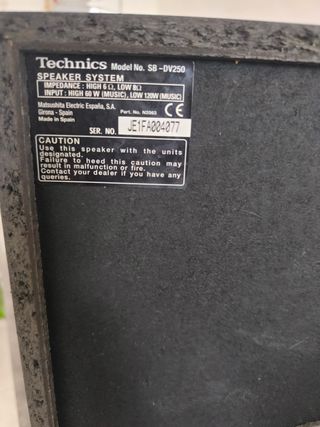 Technics Model No. SB-DV250
SPEAKER SYSTEM
IMPEDANCE : HIGH 6 Ω, LOW 8Ω
INPUT : HIGH 60 W (MUSIC), LOW 120W (MUSIC)
Matsushita Electric España, S.A.
Girona - Spain Part. No. N2063 CE
Made in Spain
SER. NO. JE1FA004077
CAUTION
Use this speaker with the units
designated.
Failure to heed this caution may
result in malfunction or fire.
Contact your dealer if you have any
queries.